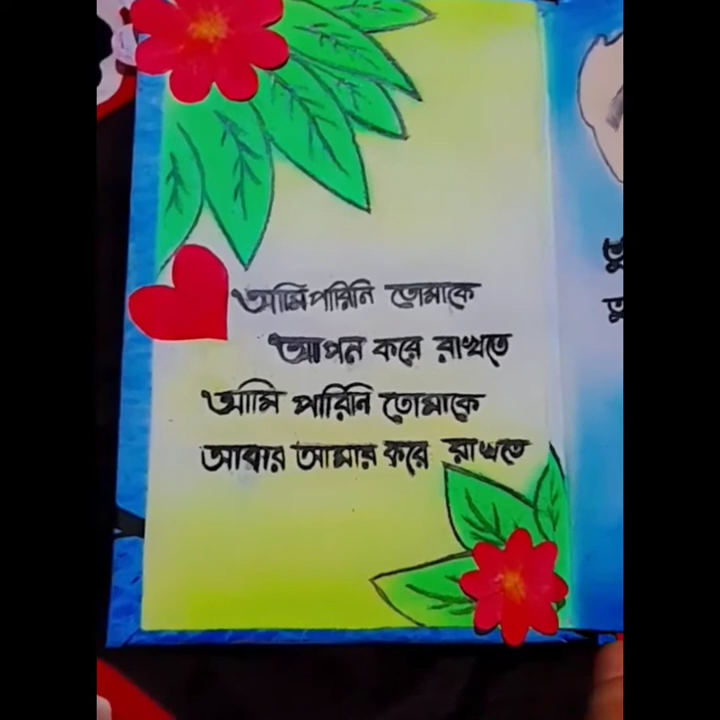 আমি পারিনি তোমাকে
আপন করে রাখতে
আমি পারিনি তোমাকে
আবার আমার করে রাখতে